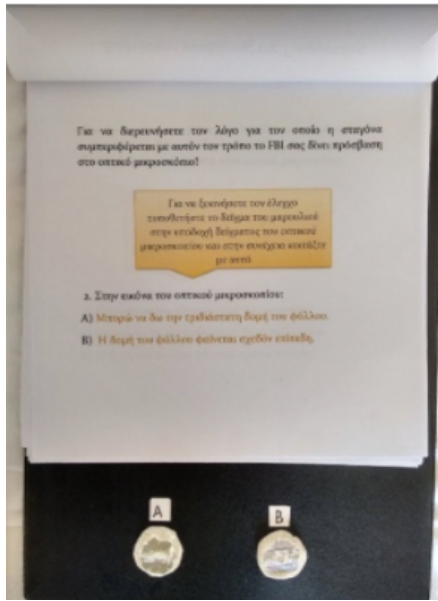 Για να διερευνήσετε τον λόγο για τον οποίο η σταγόνα
συμπεριφέρεται με αυτόν τον τρόπο το FBI σας δίνει πρόσβαση
στο οπτικό μικροσκόπιο!
Για να ξεκινήσετε τον έλεγχο
τοποθετήστε το δείγμα του μαρουλιού
στην υποδοχή δείγματος του οπτικού
μικροσκοπίου και στην συνέχεια κοιτάξτε
με αυτό
2. Στην εικόνα του οπτικού μικροσκοπίου:
Α) Μπορώ να δω την τρισδιάστατη δομή του φύλλου.
Β) Η δομή του φύλλου φαίνεται σχεδόν επίπεδη.
A
B